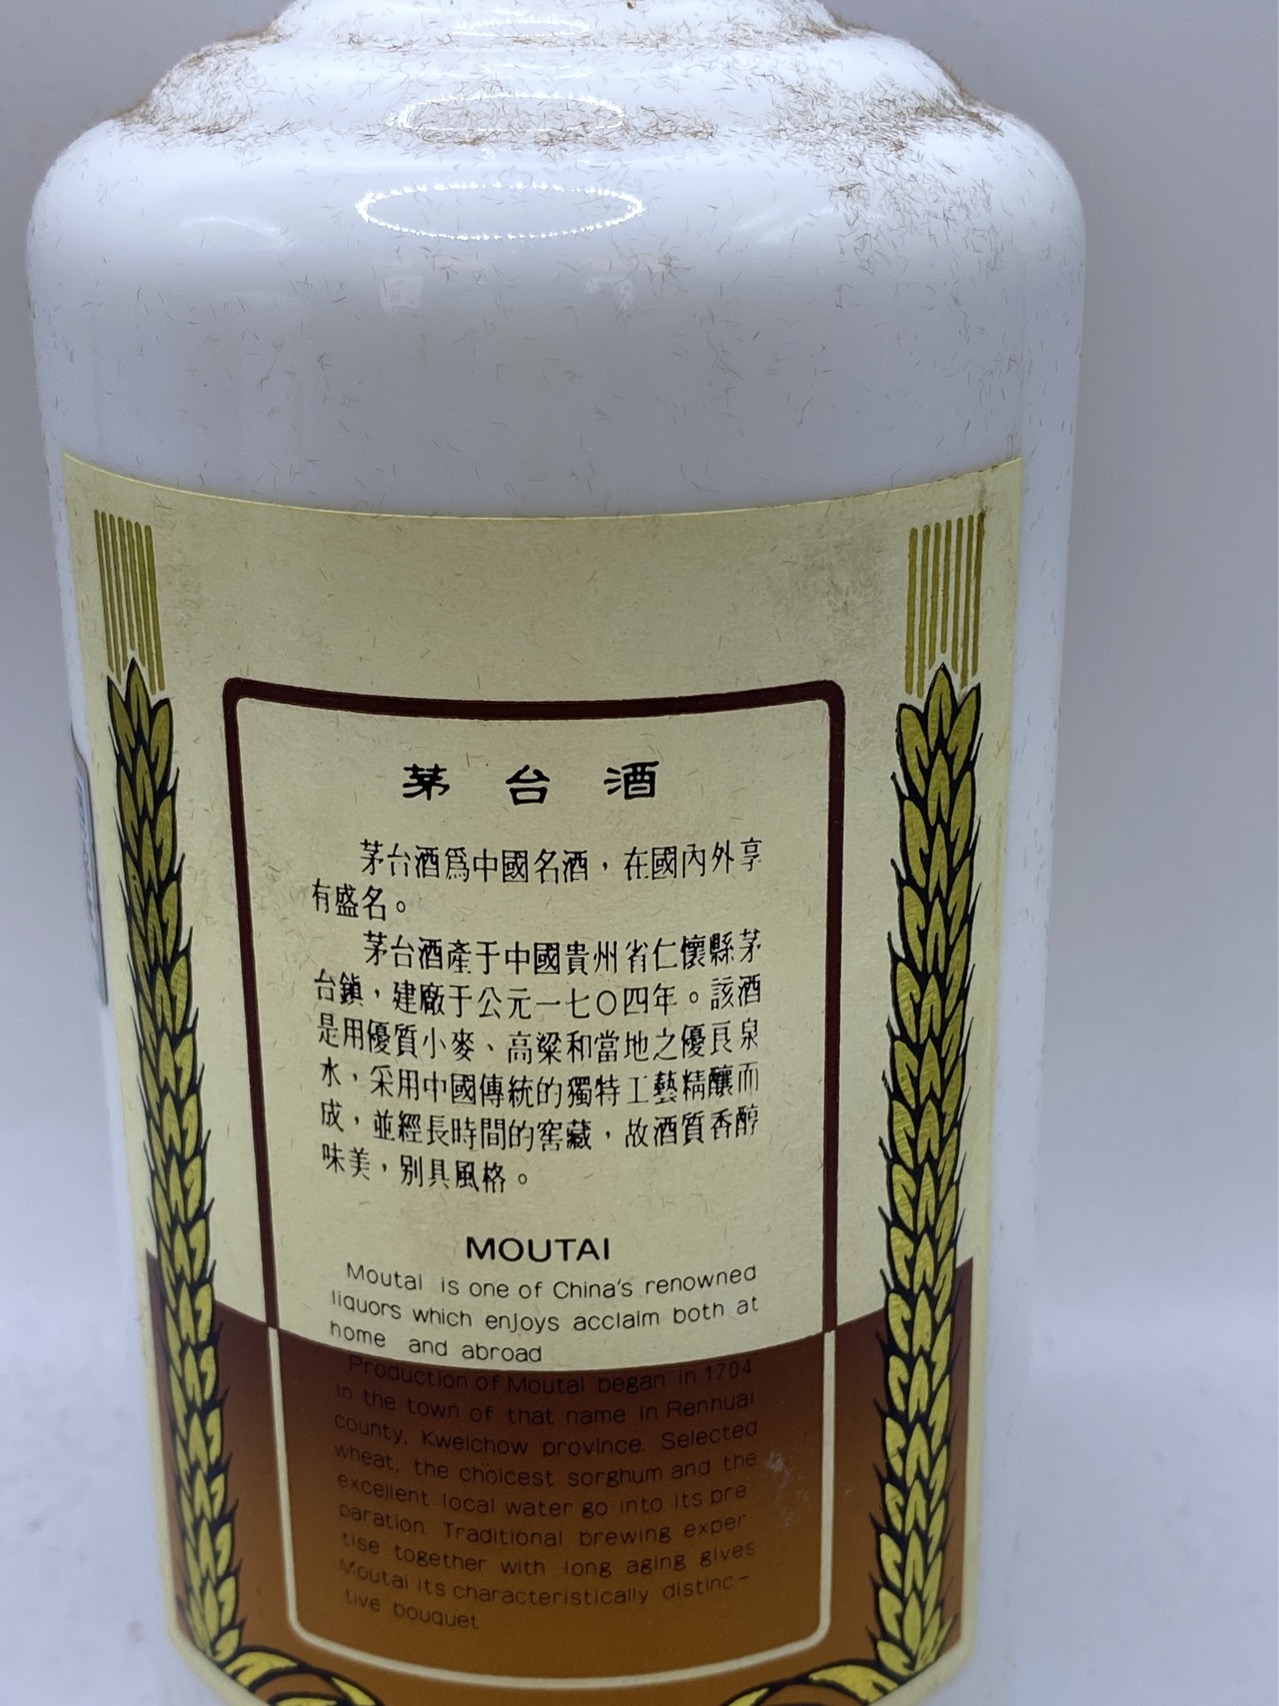 茅台酒
茅台酒爲中國名酒，在國內外享
有盛名。
茅台酒產于中國貴州省仁懷縣茅
台鎮，建廠于公元一七〇四年。該酒
是用優質小麥、高粱和當地之優良泉
水，采用中國傳統的獨特工藝精釀而
成，並經長時間的窖藏，故酒質香醇
味美，别具風格。
MOUTAI
Moutai is one of China's renowned
liquors which enjoys acclaim both at
home and abroad
Production of Moutai began in 1704
in the town of that name in Renhuai
county, Kweichow province. Selected
wheat, the choicest sorghum and the
excellent local water go into its pre
paration. Traditional brewing exper
tise together with long aging gives
Moutai its characteristically distinc-
tive bouquet